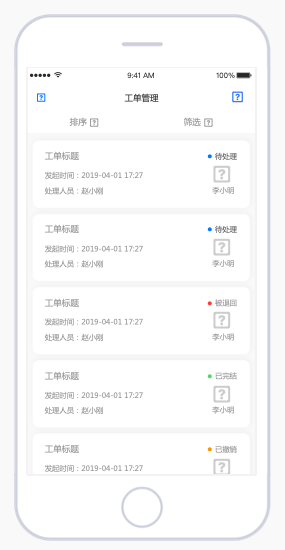 9:41 AM 100%
工单管理
排序 筛选
工单标题 待处理
发起时间：2019-04-01 17:27
处理人员：赵小刚 李小明
工单标题 待处理
发起时间：2019-04-01 17:27
处理人员：赵小刚 李小明
工单标题 被退回
发起时间：2019-04-01 17:27
处理人员：赵小刚 李小明
工单标题 已完结
发起时间：2019-04-01 17:27
处理人员：赵小刚 李小明
工单标题 已撤销
发起时间：2019-04-01 17:27